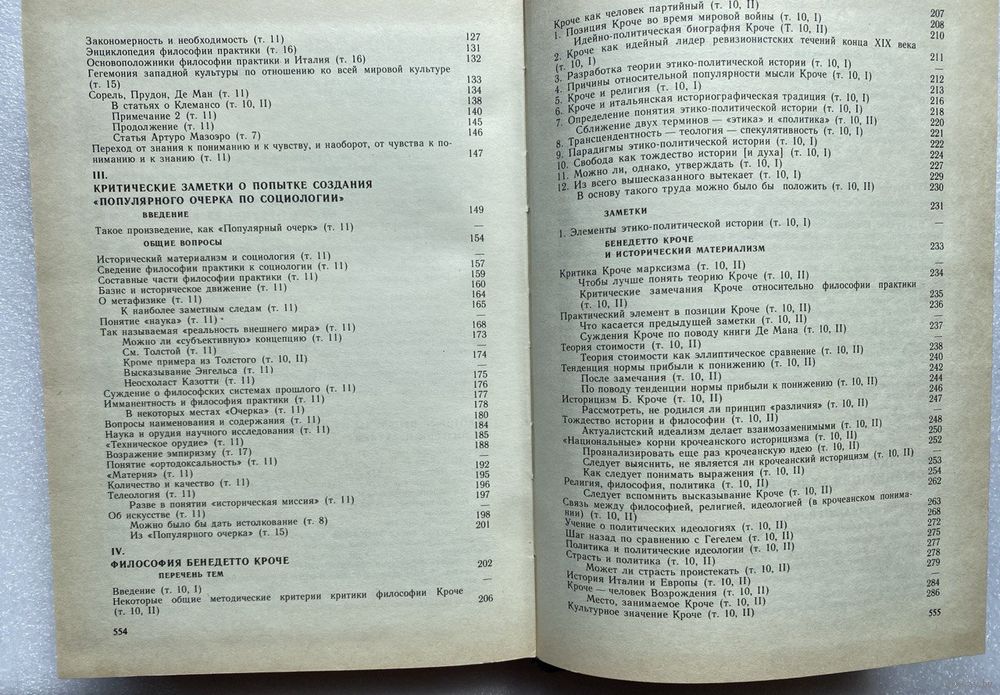 Закономерность и необходимость (т. 11) 127
Энциклопедия философии практики (т. 16) 131
Основоположники философии практики и Италия (т. 16) 132
Гегемония западной культуры по отношению ко всей мировой культуре
(т. 15) 133
Сорель, Прудон, Де Ман (т. 11) 134
В статьях о Клемансо (т. 10, II) 138
Примечание 2 (т. 11) 140
Продолжение (т. 11) 145
Статья Артуро Мазоэро (т. 7) 146
Переход от знания к пониманию и к чувству, и наоборот, от чувства к по-
ниманию и к знанию (т. 11) 147
III.
КРИТИЧЕСКИЕ ЗАМЕТКИ О ПОПЫТКЕ СОЗДАНИЯ
«ПОПУЛЯРНОГО ОЧЕРКА ПО СОЦИОЛОГИИ»
ВВЕДЕНИЕ 149
Такое произведение, как «Популярный очерк» (т. 11) —
ОБЩИЕ ВОПРОСЫ 154
Исторический материализм и социология (т. 11) —
Сведение философии практики к социологии (т. 11) 157
Составные части философии практики (т. 11) 159
Базис и историческое движение (т. 11) 160
О метафизике (т. 11) 164
К наиболее заметным следам (т. 11) 165
Понятие «наука» (т. 11) —
Так называемая «реальность внешнего мира» (т. 11) 168
Можно ли «субъективную» концепцию (т. 11) 173
См. Толстой (т. 11) —
Кроме примера из Толстого (т. 10, II) 174
Высказывание Энгельса (т. 11) —
Неосхоласт Казотти (т. 11) 175
Суждение о философских системах прошлого (т. 11) 176
Имманентность и философия практики (т. 11) 177
В некоторых местах «Очерка» (т. 11) 178
Вопросы наименования и содержания (т. 11) 180
Наука и орудия научного исследования (т. 11) 184
«Техническое орудие» (т. 11) 185
Возражение эмпиризму (т. 17) 188
Понятие «ортодоксальность» (т. 11) —
«Материя» (т. 11) 192
Количество и качество (т. 11) 195
Телеология (т. 11) 196
Разве в понятии «историческая миссия» (т. 11) 197
Об искусстве (т. 11) —
Можно было бы дать истолкование (т. 8) 198
Из «Популярного очерка» (т. 15) 201
IV.
ФИЛОСОФИЯ БЕНЕДЕТТО КРОЧЕ 202
ПЕРЕЧЕНЬ ТЕМ
Введение (т. 10, I) —
Некоторые общие методические критерии критики философии Кроче
(т. 10, II) 206
554
Кроче как человек партийный (т. 10, II) 207
1. Позиция Кроче во время мировой войны (т. 10, I) 208
Идейно-политическая биография Кроче (Т. 10, II) 210
2. Кроче как идейный лидер ревизионистских течений конца XIX века
(т. 10, I) 211
3. Разработка теории этико-политической истории (т. 10, I) —
4. Причины относительной популярности мысли Кроче (т. 10, I) 212
5. Кроче и религия (т. 10, I) 213
6. Кроче и итальянская историографическая традиция (т. 10, I) 216
7. Определение понятия этико-политической истории (т. 10, I) 218
Сближение двух терминов — «этика» и «политика» (т. 10, II) 220
8. Трансцендентность — теология — спекулятивность (т. 10, I) 221
9. Парадигмы этико-политической истории (т. 10, I) 222
10. Свобода как тождество истории [и духа] (т. 10, I) 224
11. Можно ли, однако, утверждать (т. 10, I) 227
12. Из всего вышесказанного вытекает (т. 10, I) 229
В основу такого труда можно было бы положить (т. 10, II) 230
ЗАМЕТКИ 231
1. Элементы этико-политической истории (т. 10, I) —
БЕНЕДЕТТО КРОЧЕ
И ИСТОРИЧЕСКИЙ МАТЕРИАЛИЗМ 233
Критика Кроче марксизма (т. 10, II) —
Чтобы лучше понять теорию Кроче (т. 10, II) 234
Критические замечания Кроче относительно философии практики
(т. 10, II) 235
Практический элемент в позиции Кроче (т. 10, II) 236
Что касается предыдущей заметки (т. 10, II) —
Суждения Кроче по поводу книги Де Мана (т. 10, II) 237
Теория стоимости (т. 10, II) —
Теория стоимости как эллиптическое сравнение (т. 10, II) 238
Тенденция нормы прибыли к понижению (т. 10, II) 240
После замечания (т. 10, II) 242
По поводу тенденции нормы прибыли к понижению (т. 10, II) 244
Историцизм Б. Кроче (т. 10, II) 246
Рассмотреть, не родился ли принцип «различия» (т. 10, II) 247
Тождество истории и философии (т. 10, II) —
Актуалистский идеализм делает взаимозаменимыми (т. 10, II) 248
«Национальные» корни крочеанского историцизма (т. 10, II) 250
Проанализировать еще раз крочеанскую идею (т. 10, II) 252
Следует выяснить, не является ли крочеанский историцизм (т. 10, II) —
Как следует понимать выражения (т. 10, II) 253
Религия, философия, политика (т. 10, II) 254
Следует вспомнить высказывание Кроче (т. 10, II) 262
Связь между философией, религией, идеологией (в крочеанском понима-
нии) (т. 10, II) 263
Учение о политических идеологиях (т. 10, II) 268
Шаг назад по сравнению с Гегелем (т. 10, II) 272
Политика и политические идеологии (т. 10, II) 275
Страсть и политика (т. 10, II) 277
Может ли страсть проистекать (т. 10, II) 278
История Италии и Европы (т. 10, II) 279
Кроче — человек Возрождения (т. 10, II) —
Место, занимаемое Кроче (т. 10, II) 284
Культурное значение Кроче (т. 10, II) 286
555